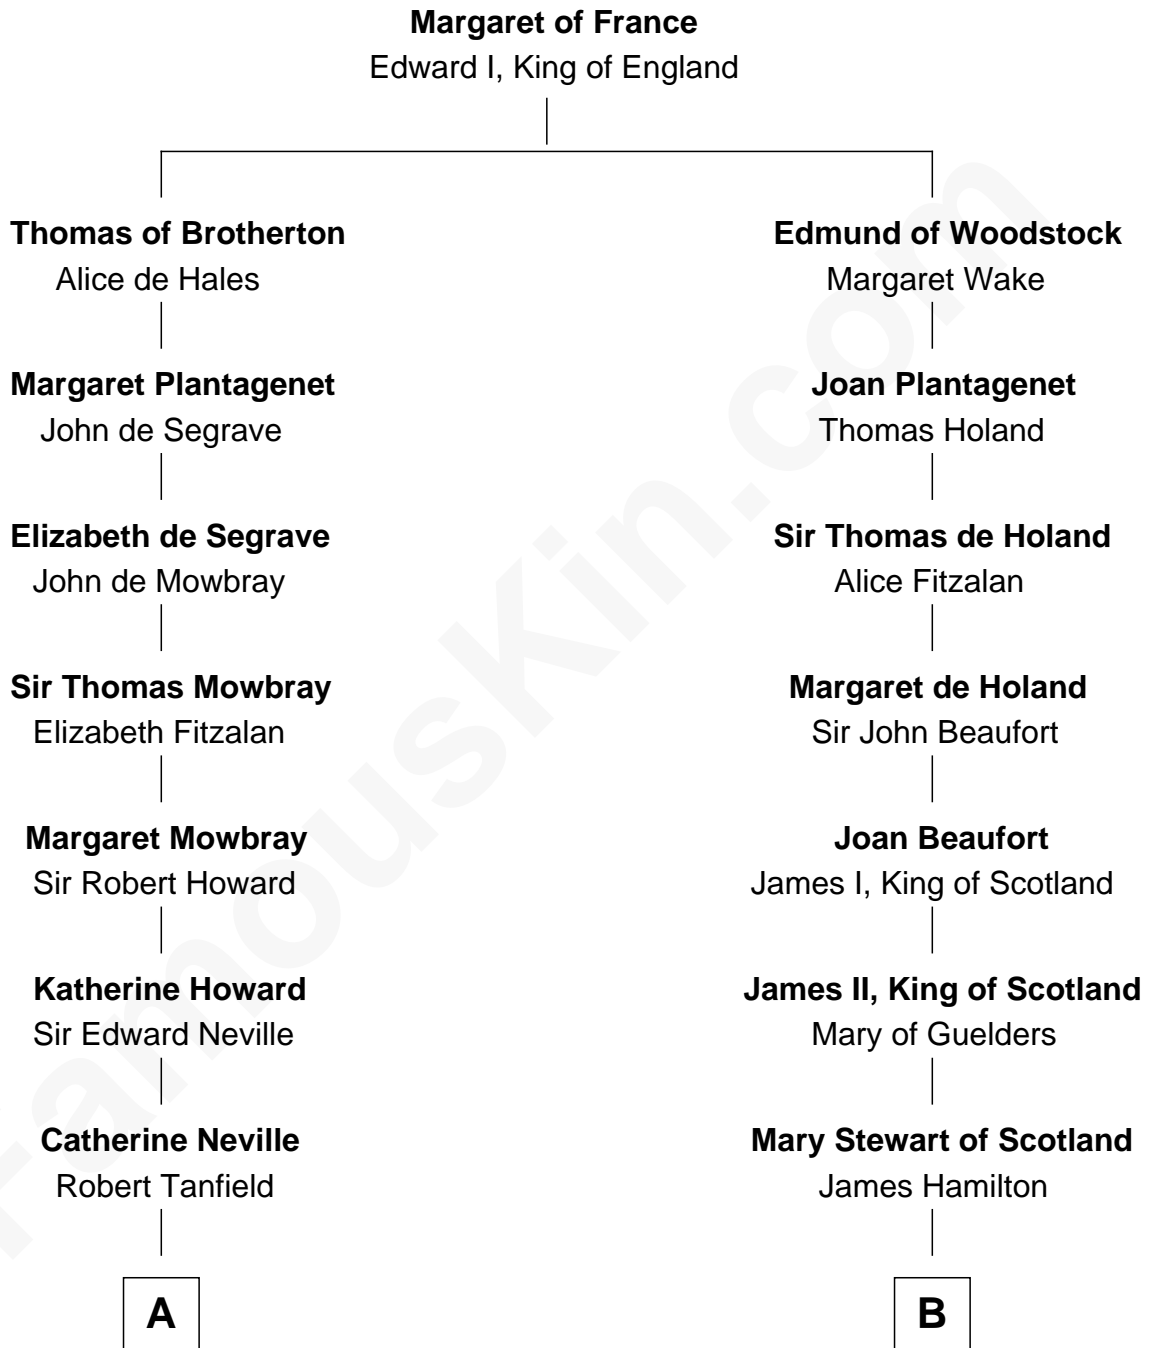 Margaret of France
Edward I, King of England
Thomas of Brotherton
Alice de Hales
Edmund of Woodstock
Margaret Wake
Margaret Plantagenet
John de Segrave
Joan Plantagenet
Thomas Holand
Elizabeth de Segrave
John de Mowbray
Sir Thomas de Holand
Alice Fitzalan
Sir Thomas Mowbray
Elizabeth Fitzalan
Margaret de Holand
Sir John Beaufort
Margaret Mowbray
Sir Robert Howard
Joan Beaufort
James I, King of Scotland
Katherine Howard
Sir Edward Neville
James II, King of Scotland
Mary of Guelders
Catherine Neville
Robert Tanfield
Mary Stewart of Scotland
James Hamilton
A
B
FamousKin.com